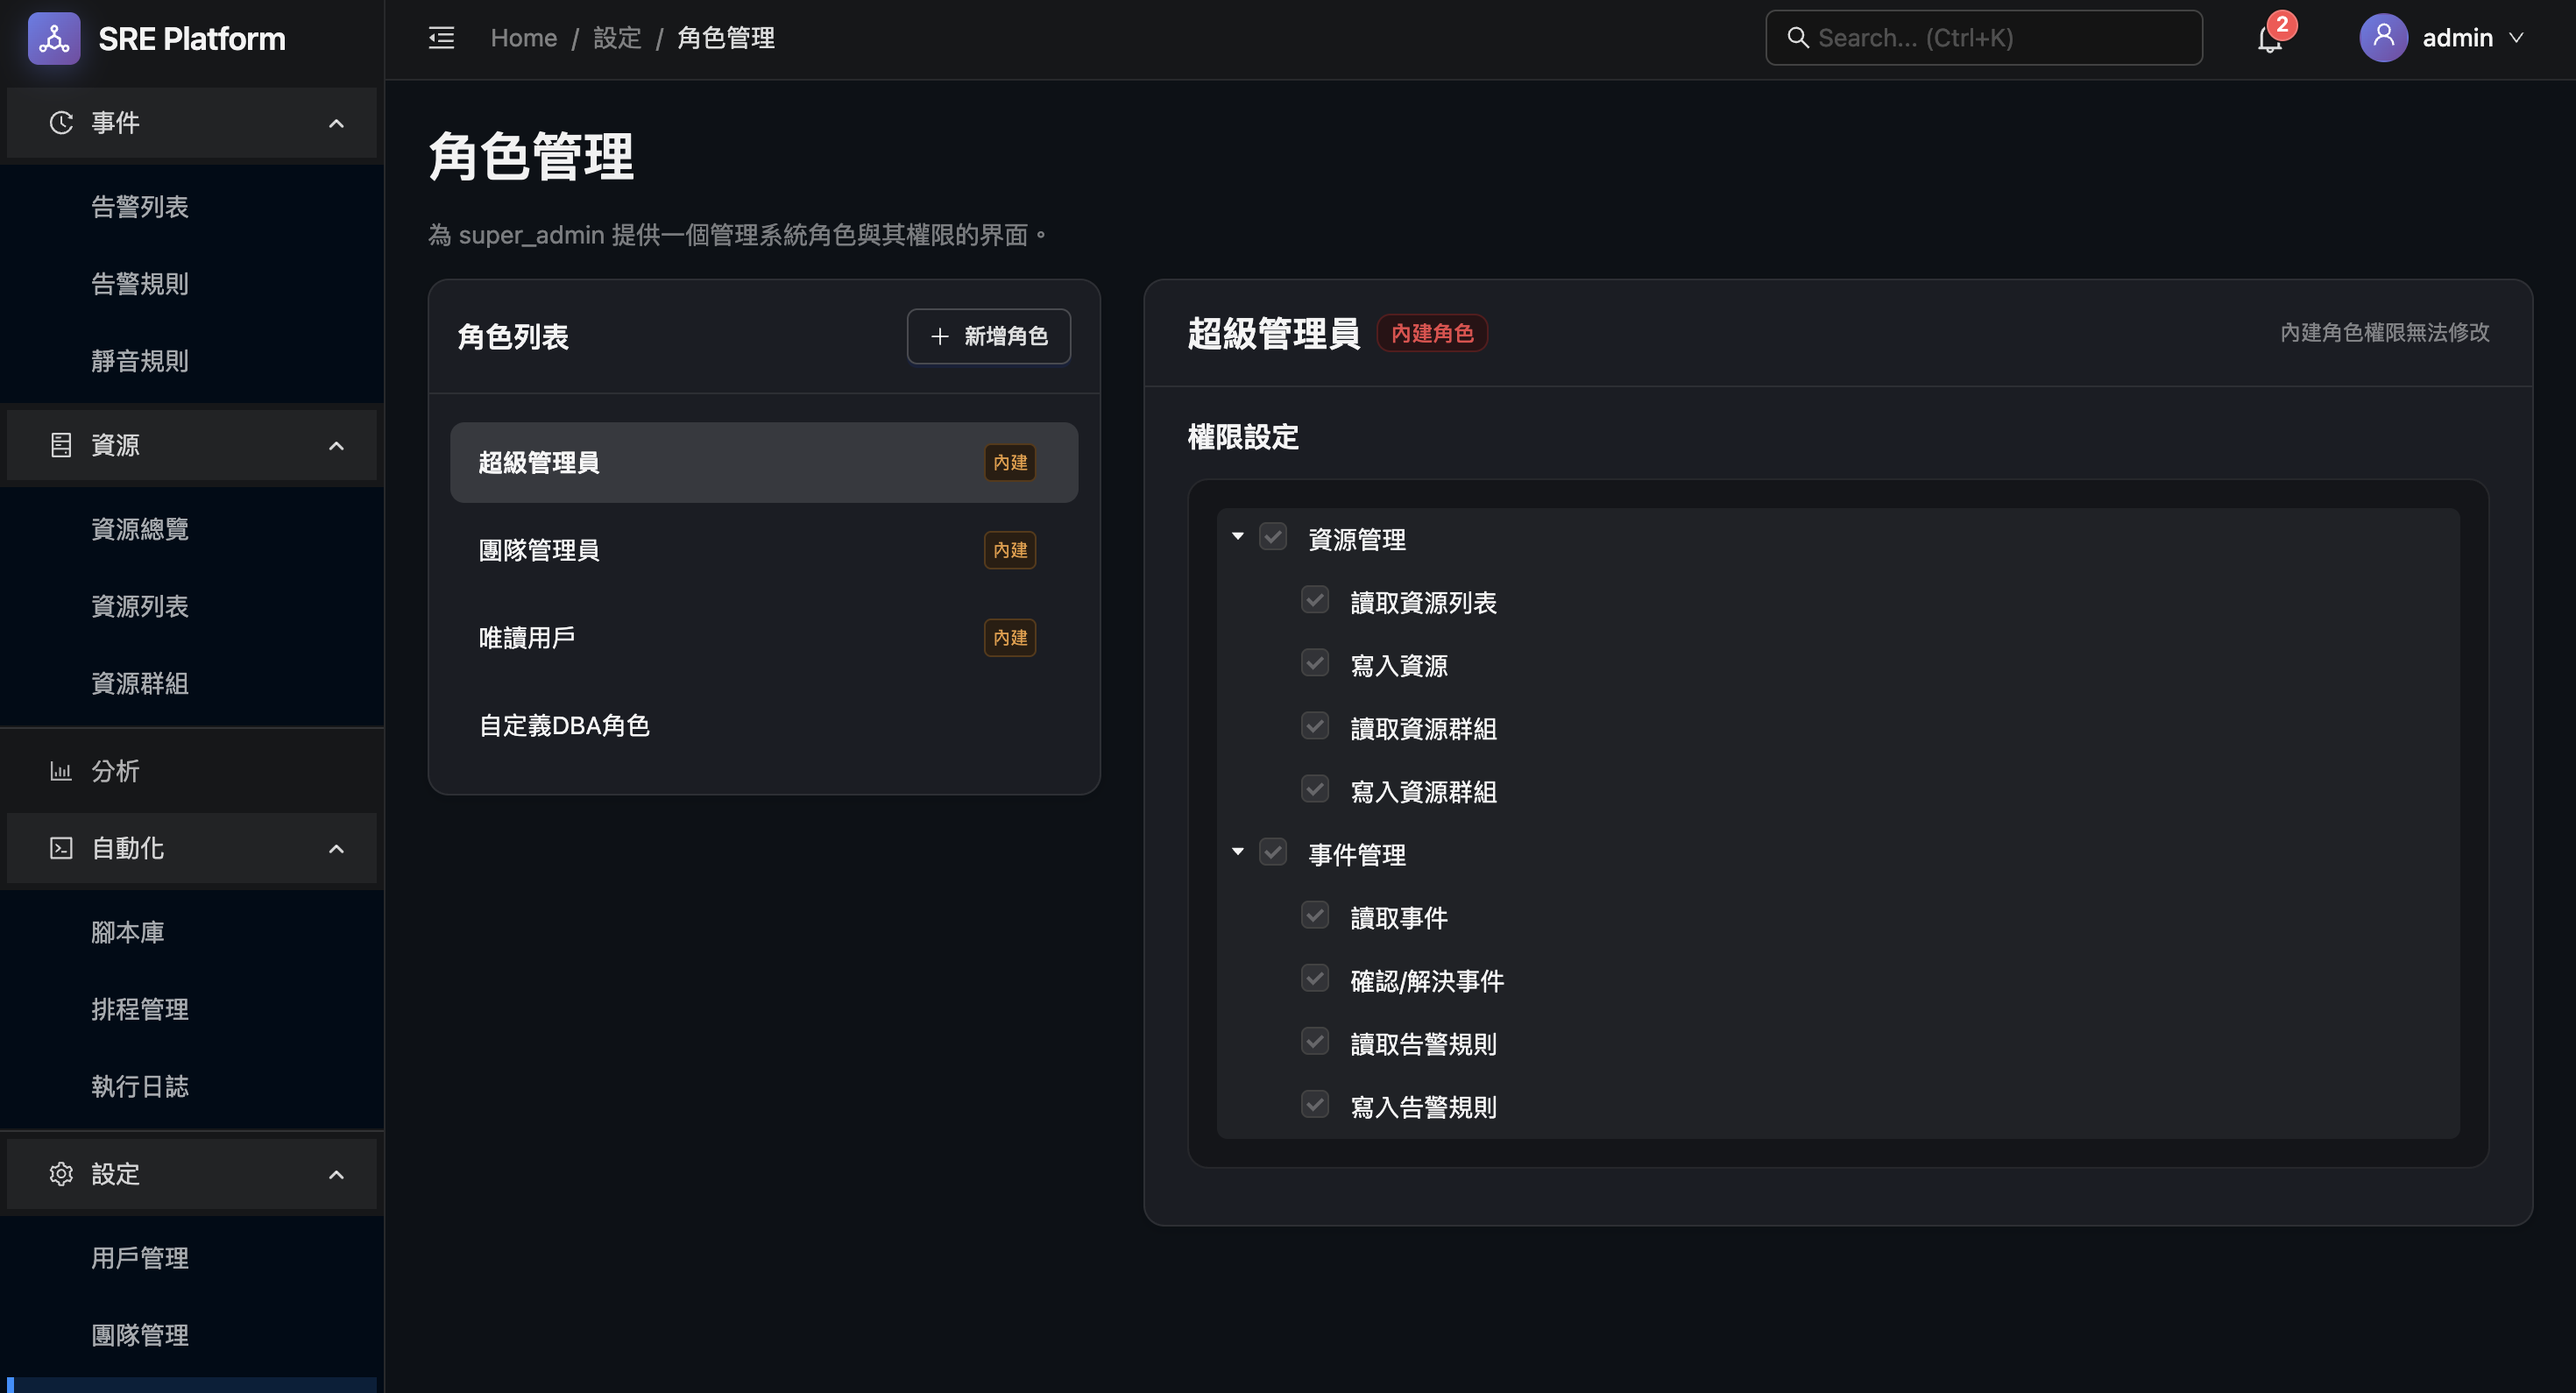 SRE Platform
Home / 設定 / 角色管理
Search... (Ctrl+K)
2
admin
事件
告警列表
告警規則
靜音規則
資源
資源總覽
資源列表
資源群組
分析
自動化
腳本庫
排程管理
執行日誌
設定
用戶管理
團隊管理
角色管理
為 super_admin 提供一個管理系統角色與其權限的界面。
角色列表
新增角色
超級管理員 內建
團隊管理員 內建
唯讀用戶 內建
自定義DBA角色
超級管理員 內建角色
內建角色權限無法修改
權限設定
資源管理
讀取資源列表
寫入資源
讀取資源群組
寫入資源群組
事件管理
讀取事件
確認/解決事件
讀取告警規則
寫入告警規則